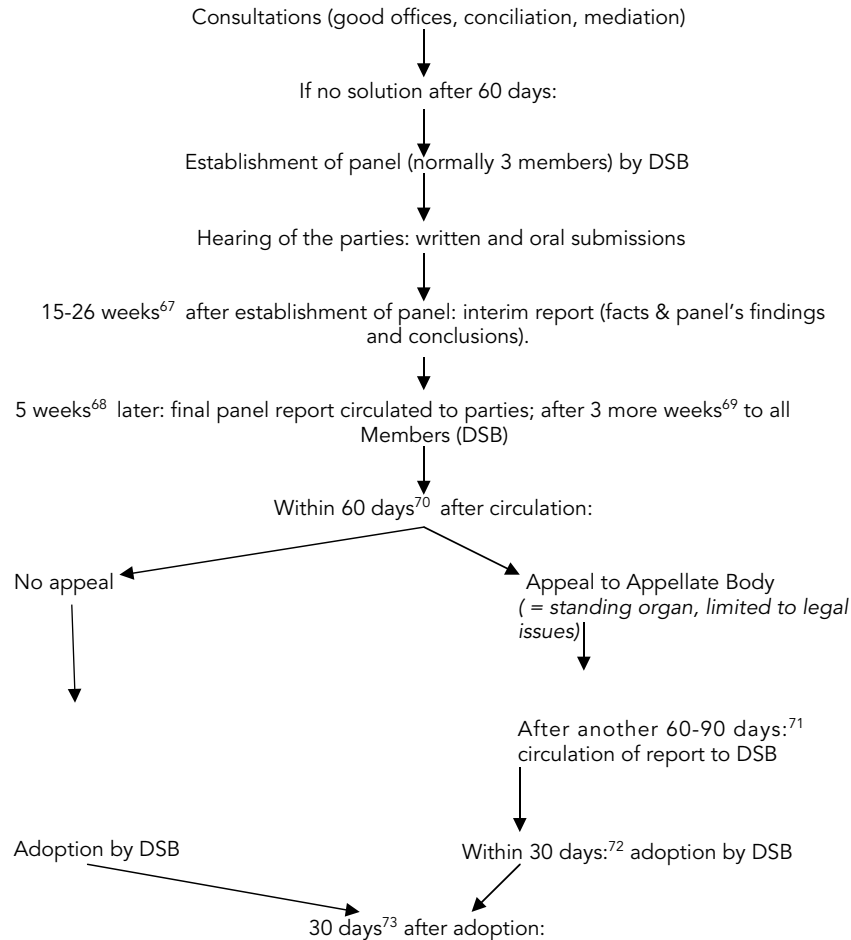 Consultations (good offices, conciliation, mediation)
If no solution after 60 days:
Establishment of panel (normally 3 members) by DSB
Hearing of the parties: written and oral submissions
15-26 weeks67 after establishment of panel: interim report (facts & panel's findings
and conclusions).
5 weeks68 later: final panel report circulated to parties; after 3 more weeks69 to all
Members (DSB)
Within 60 days70 after circulation:
No appeal
Appeal to Appellate Body
( = standing organ, limited to legal
issues)
After another 60-90 days:71
circulation of report to DSB
Adoption by DSB
Within 30 days:72 adoption by DSB
30 days73 after adoption: